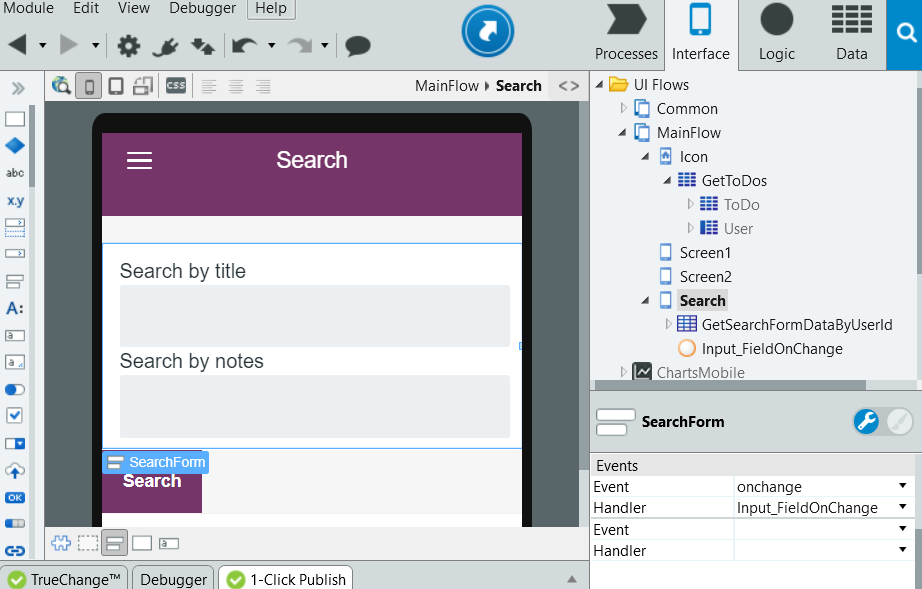 Module Edit View Debugger Help
Processes Interface Logic Data
CSS MainFlow Search <>
abc
x.y
A:
a
a
OK
Search
Search by title
Search by notes
SearchForm
Search
a
TrueChange™ Debugger 1-Click Publish
UI Flows
Common
MainFlow
Icon
GetToDos
ToDo
User
Screen1
Screen2
Search
GetSearchFormDataByUserId
Input_FieldOnChange
ChartsMobile
SearchForm
Events
Event onchange
Handler Input_FieldOnChange
Event
Handler